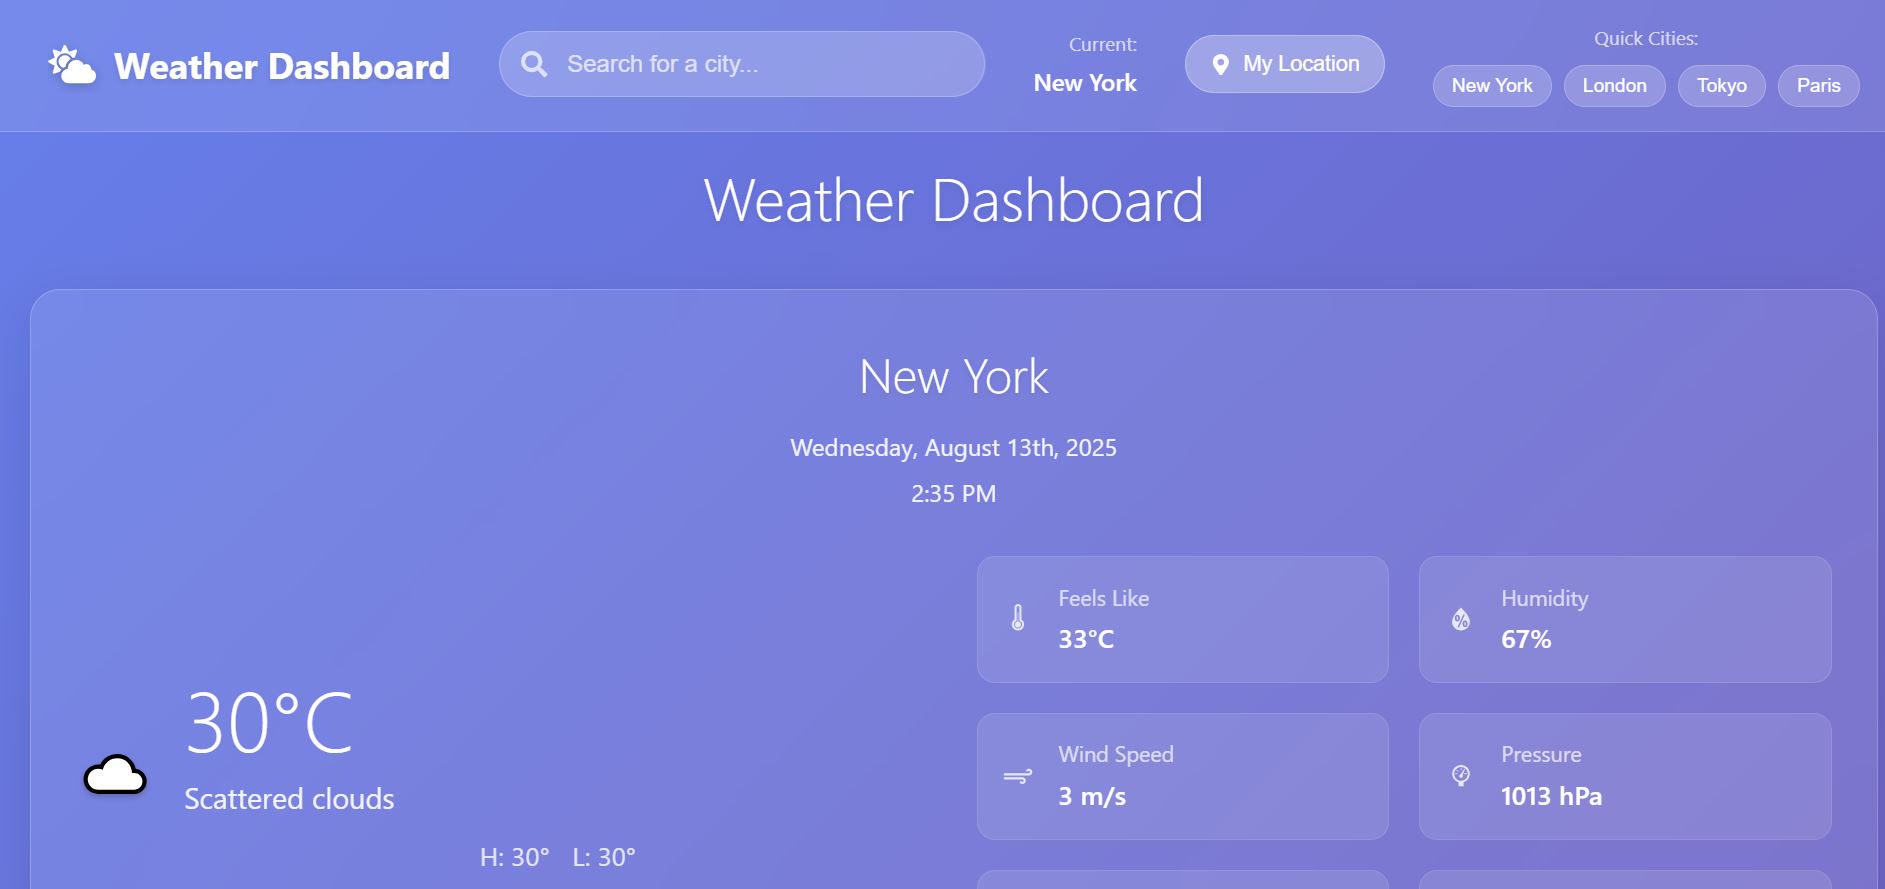 Weather Dashboard
Search for a city...
Current:
New York
My Location
Quick Cities:
New York
London
Tokyo
Paris
Weather Dashboard
New York
Wednesday, August 13th, 2025
2:35 PM
30°C
Scattered clouds
H: 30° L: 30°
Feels Like
33°C
Humidity
67%
Wind Speed
3 m/s
Pressure
1013 hPa